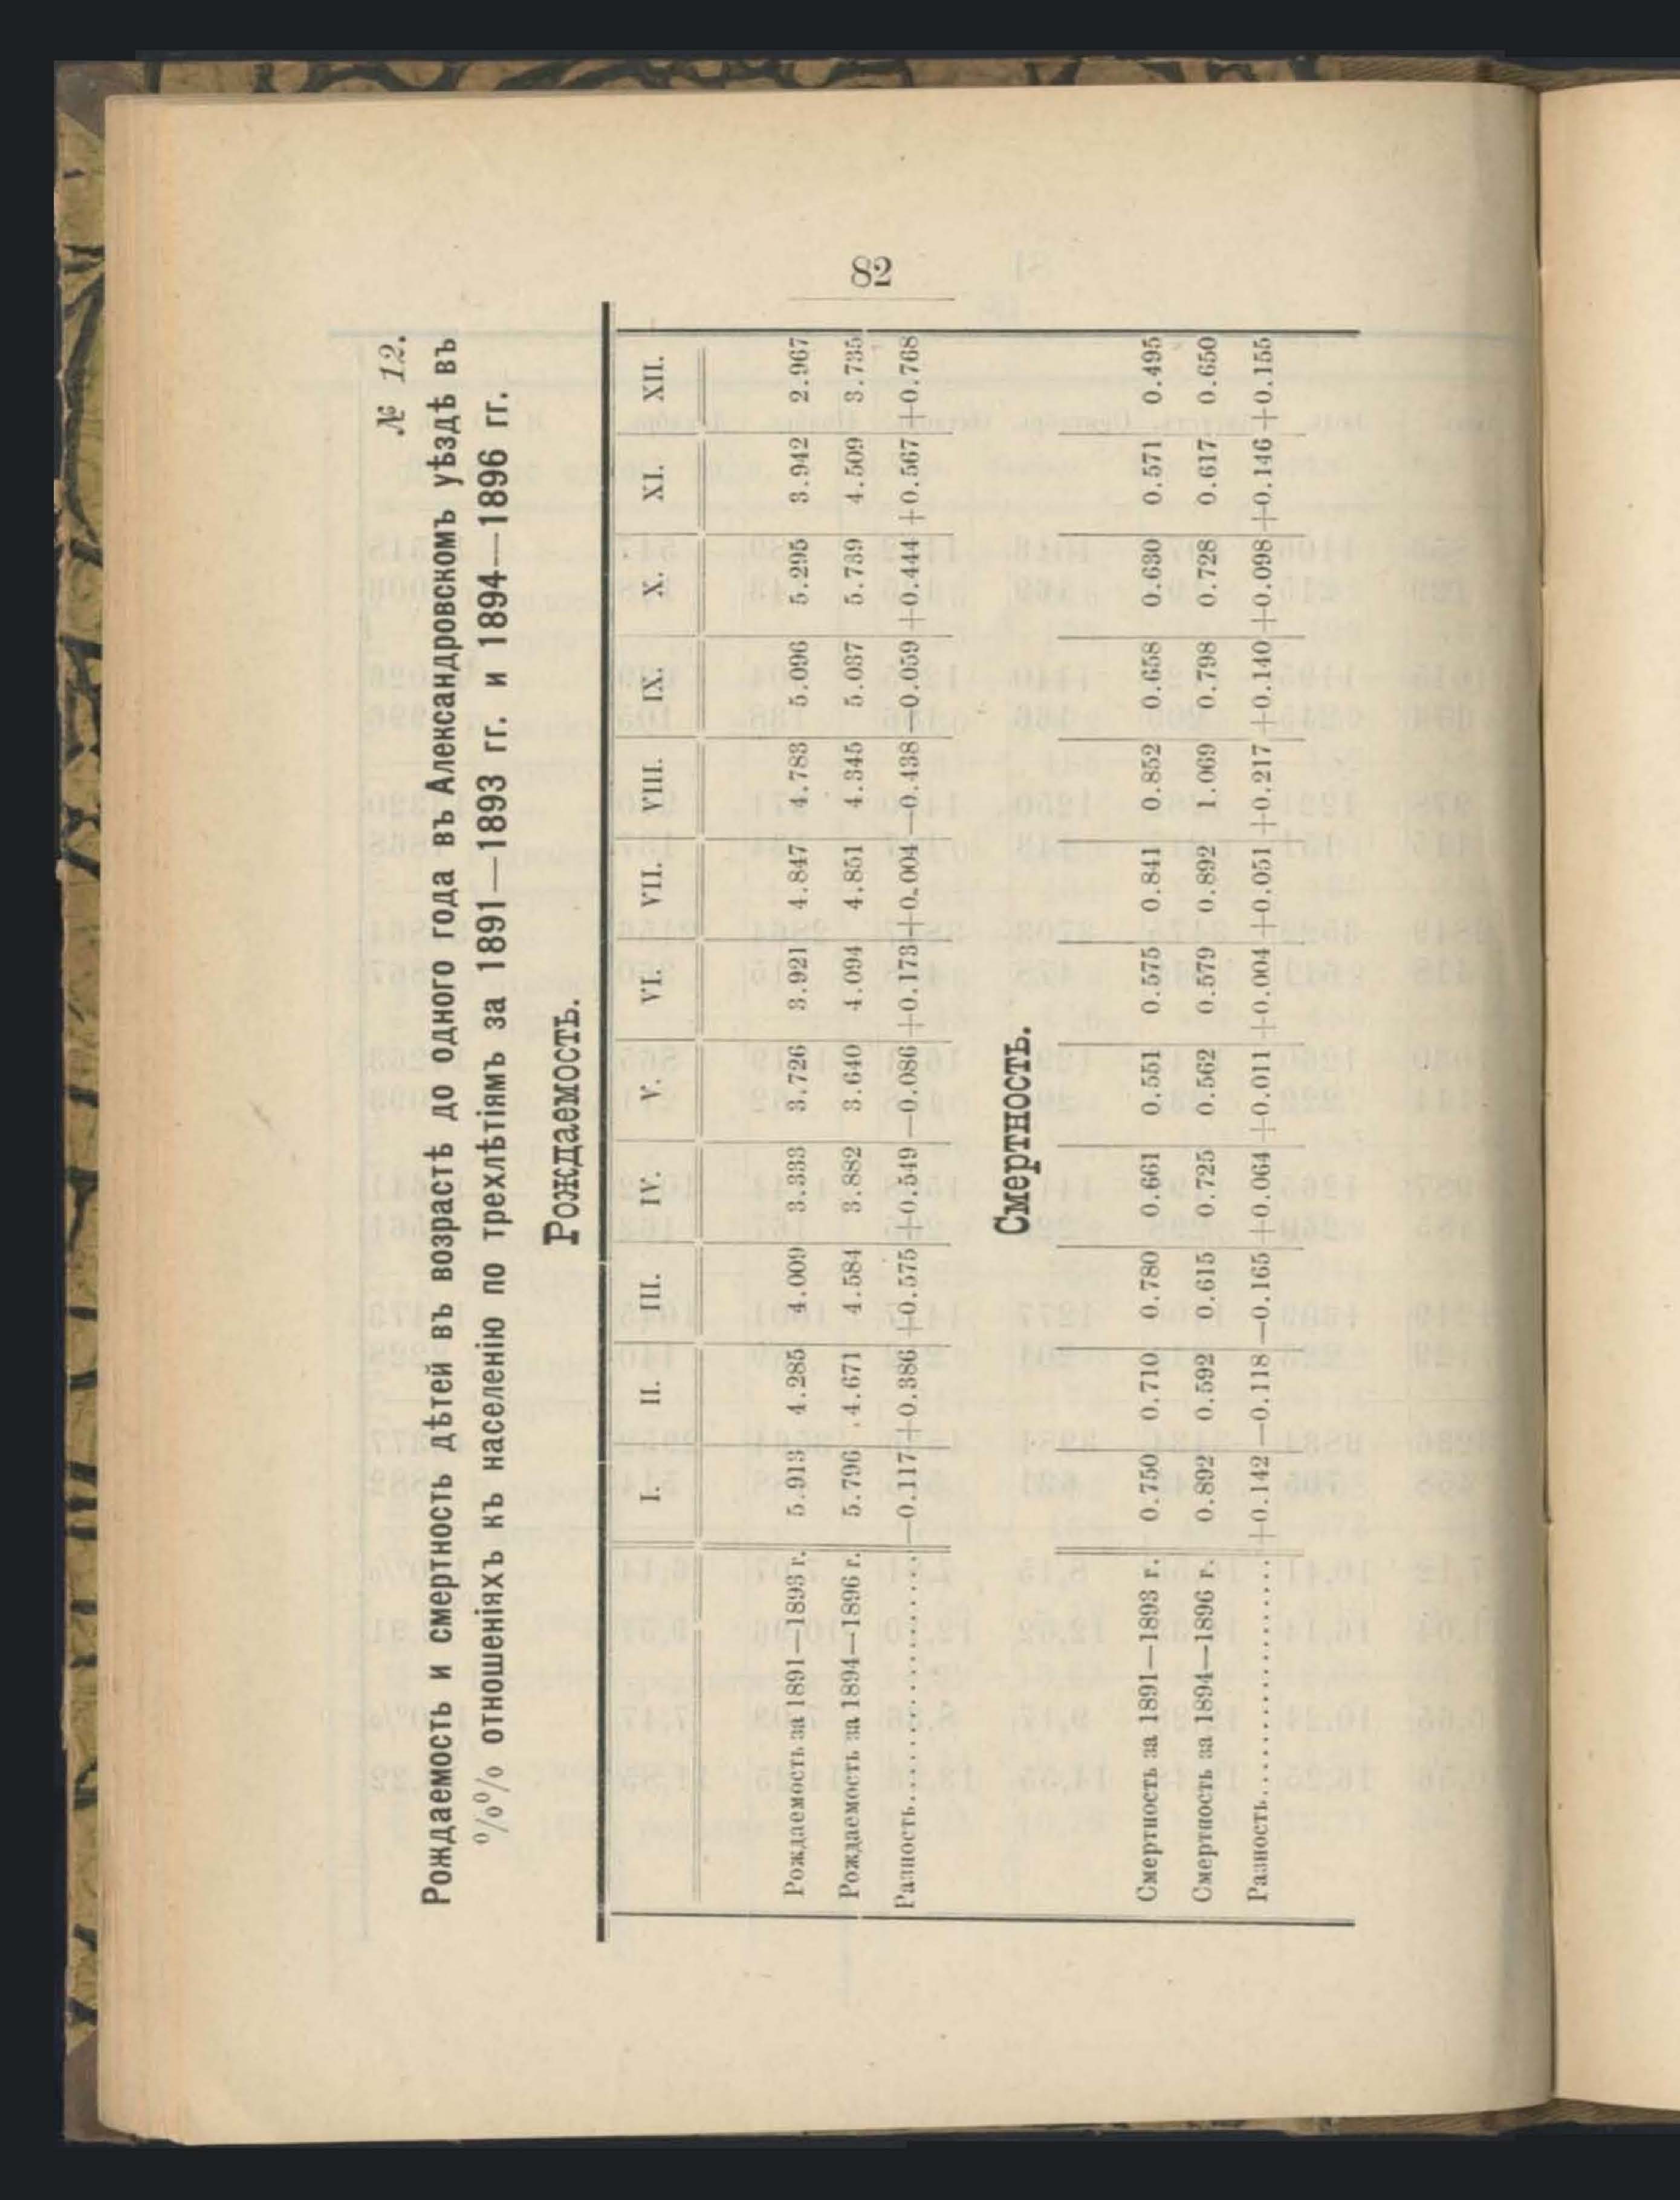 82
№ 12.
Рождаемость и смертность дѣтей въ возрастѣ до одного года въ Александровскомъ уѣздѣ въ
%% отношеніяхъ къ населенію по трехлѣтіямъ за 1891—1893 гг. и 1894—1896 гг.
Рождаемость.
I. II. III. IV. V. VI. VII. VIII. IX. X. XI. XII.
Рождаемость за 1891—1893 г. 5.913 4.285 4.009 3.333 3.726 3.921 4.847 4.783 5.096 5.295 3.942 2.967
Рождаемость за 1894—1896 г. 5.796 4.671 4.584 3.882 3.640 4.094 4.851 4.345 5.037 5.739 4.509 3.735
Разность.................... —0.117 +0.386 +0.575 +0.549 —0.086 +0.173 +0.004 —0.438 —0.059 +0.444 +0.567 +0.768
Смертность.
Смертность за 1891—1893 г. 0.750 0.710 0.780 0.661 0.551 0.575 0.841 0.852 0.658 0.630 0.571 0.495
Смертность за 1894—1896 г. 0.892 0.592 0.615 0.725 0.562 0.579 0.892 1.069 0.798 0.728 0.617 0.650
Разность.................... +0.142 —0.118 —0.165 +0.064 +0.011 +0.004 +0.051 +0.217 +0.140 +0.098 +0.146 +0.155